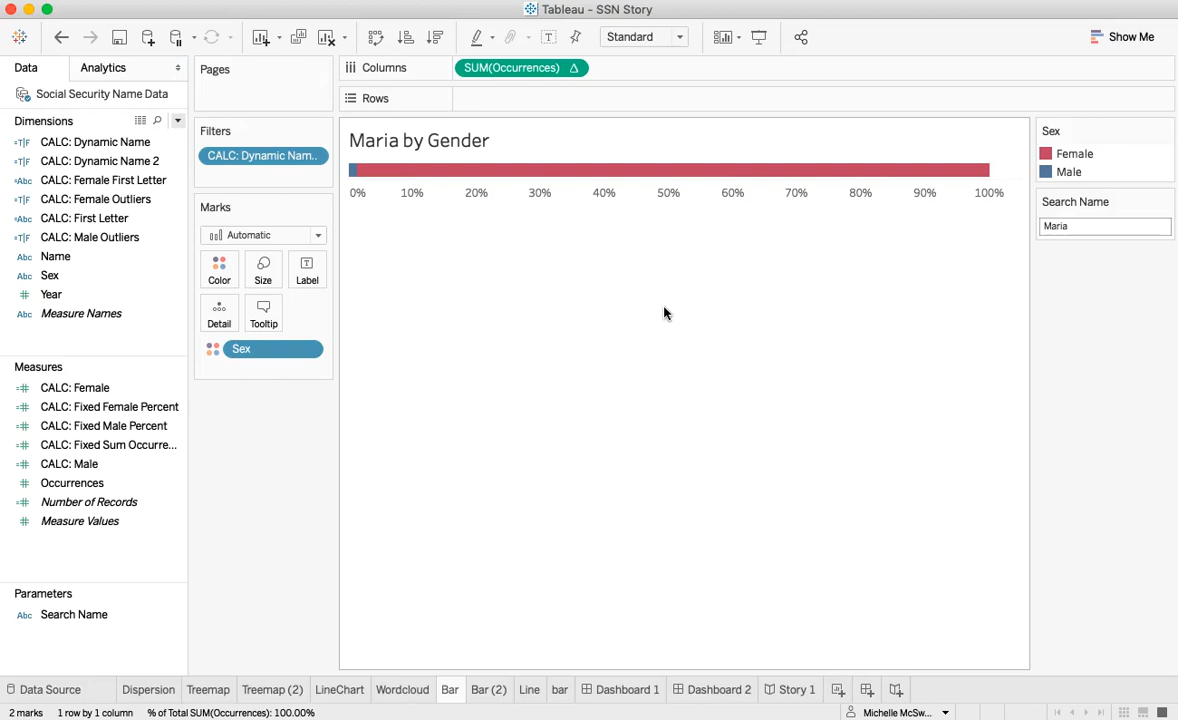 Tableau - SSN Story
Standard
Show Me
Data
Analytics
Pages
Columns
SUM(Occurrences) Δ
Social Security Name Data
Rows
Dimensions
Filters
CALC: Dynamic Nam..
Maria by Gender
0% 10% 20% 30% 40% 50% 60% 70% 80% 90% 100%
Sex
Female
Male
Search Name
Maria
=T|F CALC: Dynamic Name
=T|F CALC: Dynamic Name 2
=Abc CALC: Female First Letter
=T|F CALC: Female Outliers
=Abc CALC: First Letter
=T|F CALC: Male Outliers
Abc Name
Abc Sex
# Year
Abc Measure Names
Marks
Automatic
Color Size Label
Detail Tooltip
Sex
Measures
=# CALC: Female
=# CALC: Fixed Female Percent
=# CALC: Fixed Male Percent
=# CALC: Fixed Sum Occurre...
=# CALC: Male
# Occurrences
=# Number of Records
# Measure Values
Parameters
Abc Search Name
Data Source Dispersion Treemap Treemap (2) LineChart Wordcloud Bar Bar (2) Line bar Dashboard 1 Dashboard 2 Story 1
2 marks 1 row by 1 column % of Total SUM(Occurrences): 100.00% Michelle McSw...